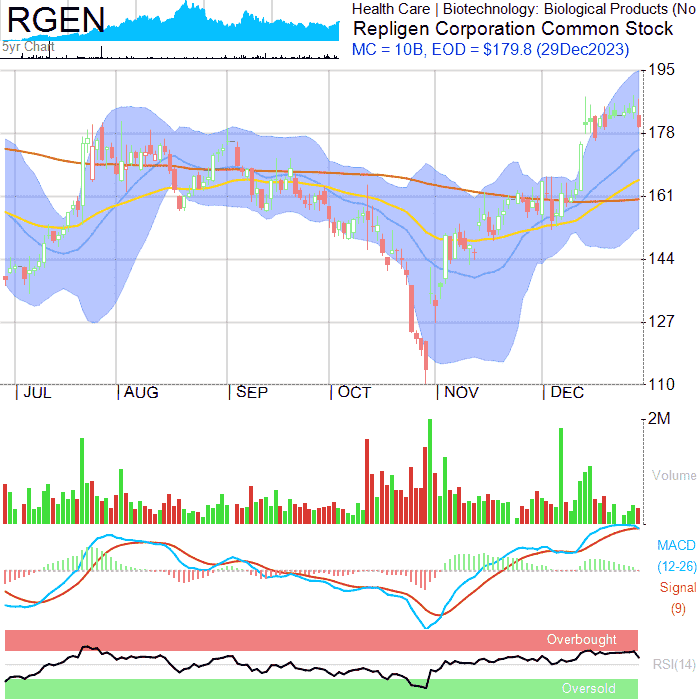 RGEN
5yr Chart
Health Care | Biotechnology: Biological Products (No
Repligen Corporation Common Stock
MC = 10B, EOD = $179.8 (29Dec2023)
195
178
161
144
127
110
JUL AUG SEP OCT NOV DEC
2M
Volume
MACD
(12-26)
Signal
(9)
Overbought
RSI(14)
Oversold